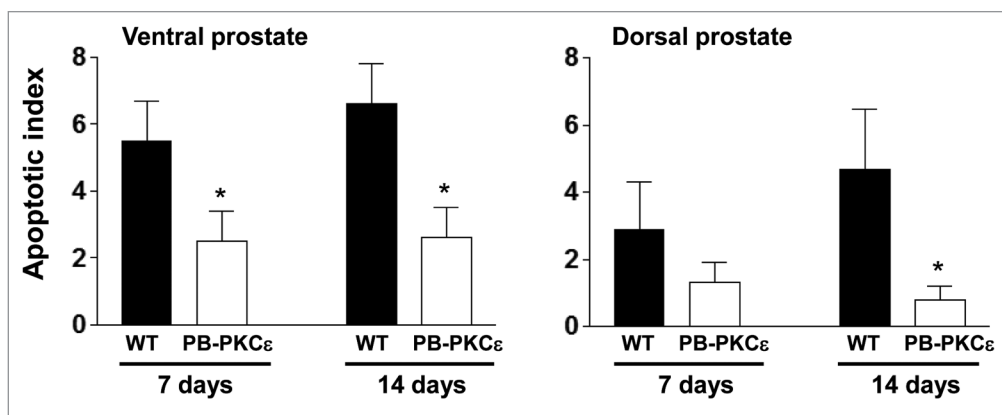 Ventral prostate
Dorsal prostate
Apoptotic index
8
6
4
2
0
*
*
WT PB-PKCε WT PB-PKCε
7 days 14 days
8
6
4
2
0
*
WT PB-PKCε WT PB-PKCε
7 days 14 days